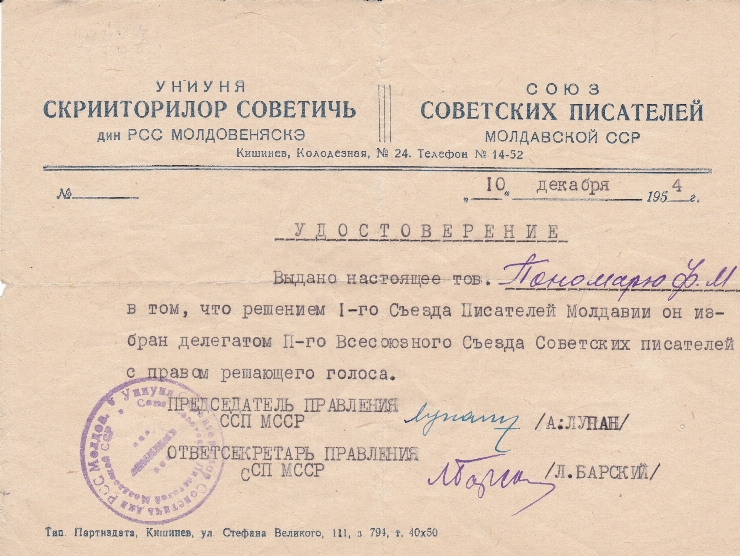 УНИУНЯ
СКРИИТОРИЛОР СОВЕТИЧЬ
дин РСС МОЛДОВЕНЯСКЭ
СОЮЗ
СОВЕТСКИХ ПИСАТЕЛЕЙ
МОЛДАВСКОЙ ССР
Кишинев, Колодезная, № 24. Телефон № 14-52
№
„10“ декабря 1954 г.
УДОСТОВЕРЕНИЕ
Выдано настоящее тов. Пономарю Ф. М
в том, что решением I-го Съезда Писателей Молдавии он из-
бран делегатом П-го Всесоюзного Съезда Советских писателей
с правом решающего голоса.
ПРЕДСЕДАТЕЛЬ ПРАВЛЕНИЯ
ССП МССР
/А.ЛУПАН/
ОТВЕТСЕКРЕТАРЬ ПРАВЛЕНИЯ
ССП МССР
/Л.БАРСКИЙ/
Тип. Партиздата, Кишинев, ул Стефана Великого, 111, з 794, т. 40х50